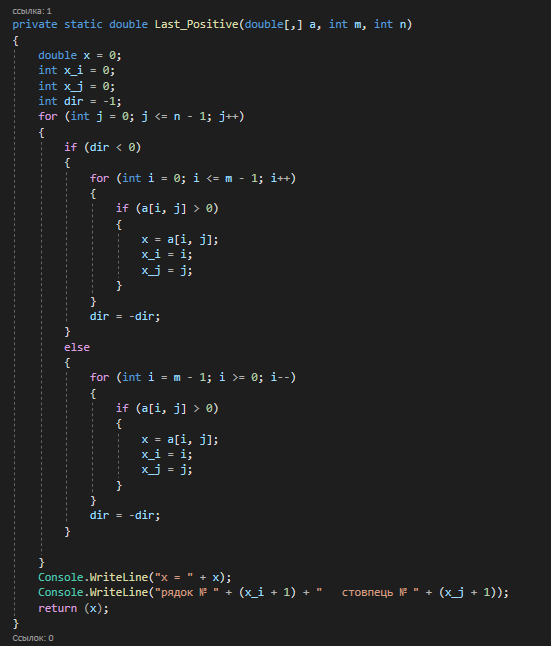 ссылка: 1
private static double Last_Positive(double[,] a, int m, int n)
{
double x = 0;
int x_i = 0;
int x_j = 0;
int dir = -1;
for (int j = 0; j <= n - 1; j++)
{
if (dir < 0)
{
for (int i = 0; i <= m - 1; i++)
{
if (a[i, j] > 0)
{
x = a[i, j];
x_i = i;
x_j = j;
}
}
dir = -dir;
}
else
{
for (int i = m - 1; i >= 0; i--)
{
if (a[i, j] > 0)
{
x = a[i, j];
x_i = i;
x_j = j;
}
}
dir = -dir;
}
}
Console.WriteLine("x = " + x);
Console.WriteLine("рядок № " + (x_i + 1) + "   стовпець № " + (x_j + 1));
return (x);
}
Ссылок: 0